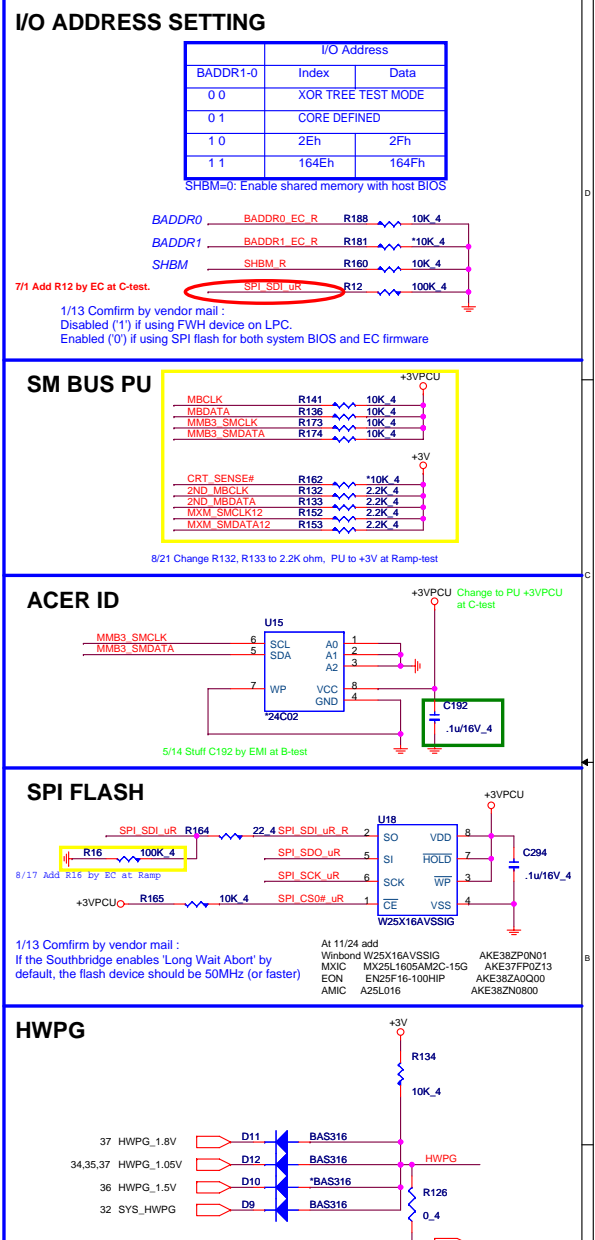 I/O ADDRESS SETTING
I/O Address
BADDR1-0 Index Data
0 0 XOR TREE TEST MODE
0 1 CORE DEFINED
1 0 2Eh 2Fh
1 1 164Eh 164Fh
SHBM=0: Enable shared memory with host BIOS
BADDR0 BADDR0_EC_R R188 10K_4
BADDR1 BADDR1_EC_R R181 *10K_4
SHBM SHBM_R R160 10K_4
7/1 Add R12 by EC at C-test. SPI_SDI_uR R12 100K_4
1/13 Comfirm by vendor mail :
Disabled ('1') if using FWH device on LPC.
Enabled ('0') if using SPI flash for both system BIOS and EC firmware
D
SM BUS PU
+3VPCU
MBCLK R141 10K_4
MBDATA R136 10K_4
MMB3_SMCLK R173 10K_4
MMB3_SMDATA R174 10K_4
+3V
CRT_SENSE# R162 *10K_4
2ND_MBCLK R132 2.2K_4
2ND_MBDATA R133 2.2K_4
MXM_SMCLK12 R152 2.2K_4
MXM_SMDATA12 R153 2.2K_4
8/21 Change R132, R133 to 2.2K ohm, PU to +3V at Ramp-test
C
ACER ID
+3VPCU Change to PU +3VPCU
at C-test
U15
MMB3_SMCLK 6 SCL A0 1
MMB3_SMDATA 5 SDA A1 2
A2 3
7 WP VCC 8
GND 4
*24C02
C192
.1u/16V_4
5/14 Stuff C192 by EMI at B-test
SPI FLASH
+3VPCU
U18
SPI_SDI_uR R164 22_4 SPI_SDI_uR_R 2 SO VDD 8
R16 100K_4 SPI_SDO_uR 5 SI HOLD 7
8/17 Add R16 by EC at Ramp
SPI_SCK_uR 6 SCK WP 3
+3VPCU R165 10K_4 SPI_CS0#_uR 1 CE VSS 4
W25X16AVSSIG
C294
.1u/16V_4
1/13 Comfirm by vendor mail :
If the Southbridge enables 'Long Wait Abort' by
default, the flash device should be 50MHz (or faster)
At 11/24 add
Winbond W25X16AVSSIG AKE38ZP0N01
MXIC MX25L1605AM2C-15G AKE37FP0Z13
EON EN25F16-100HIP AKE38ZA0Q00
AMIC A25L016 AKE38ZN0800
B
HWPG
+3V
R134
10K_4
37 HWPG_1.8V D11 BAS316
34,35,37 HWPG_1.05V D12 BAS316 HWPG
36 HWPG_1.5V D10 *BAS316
32 SYS_HWPG D9 BAS316
R126
0_4